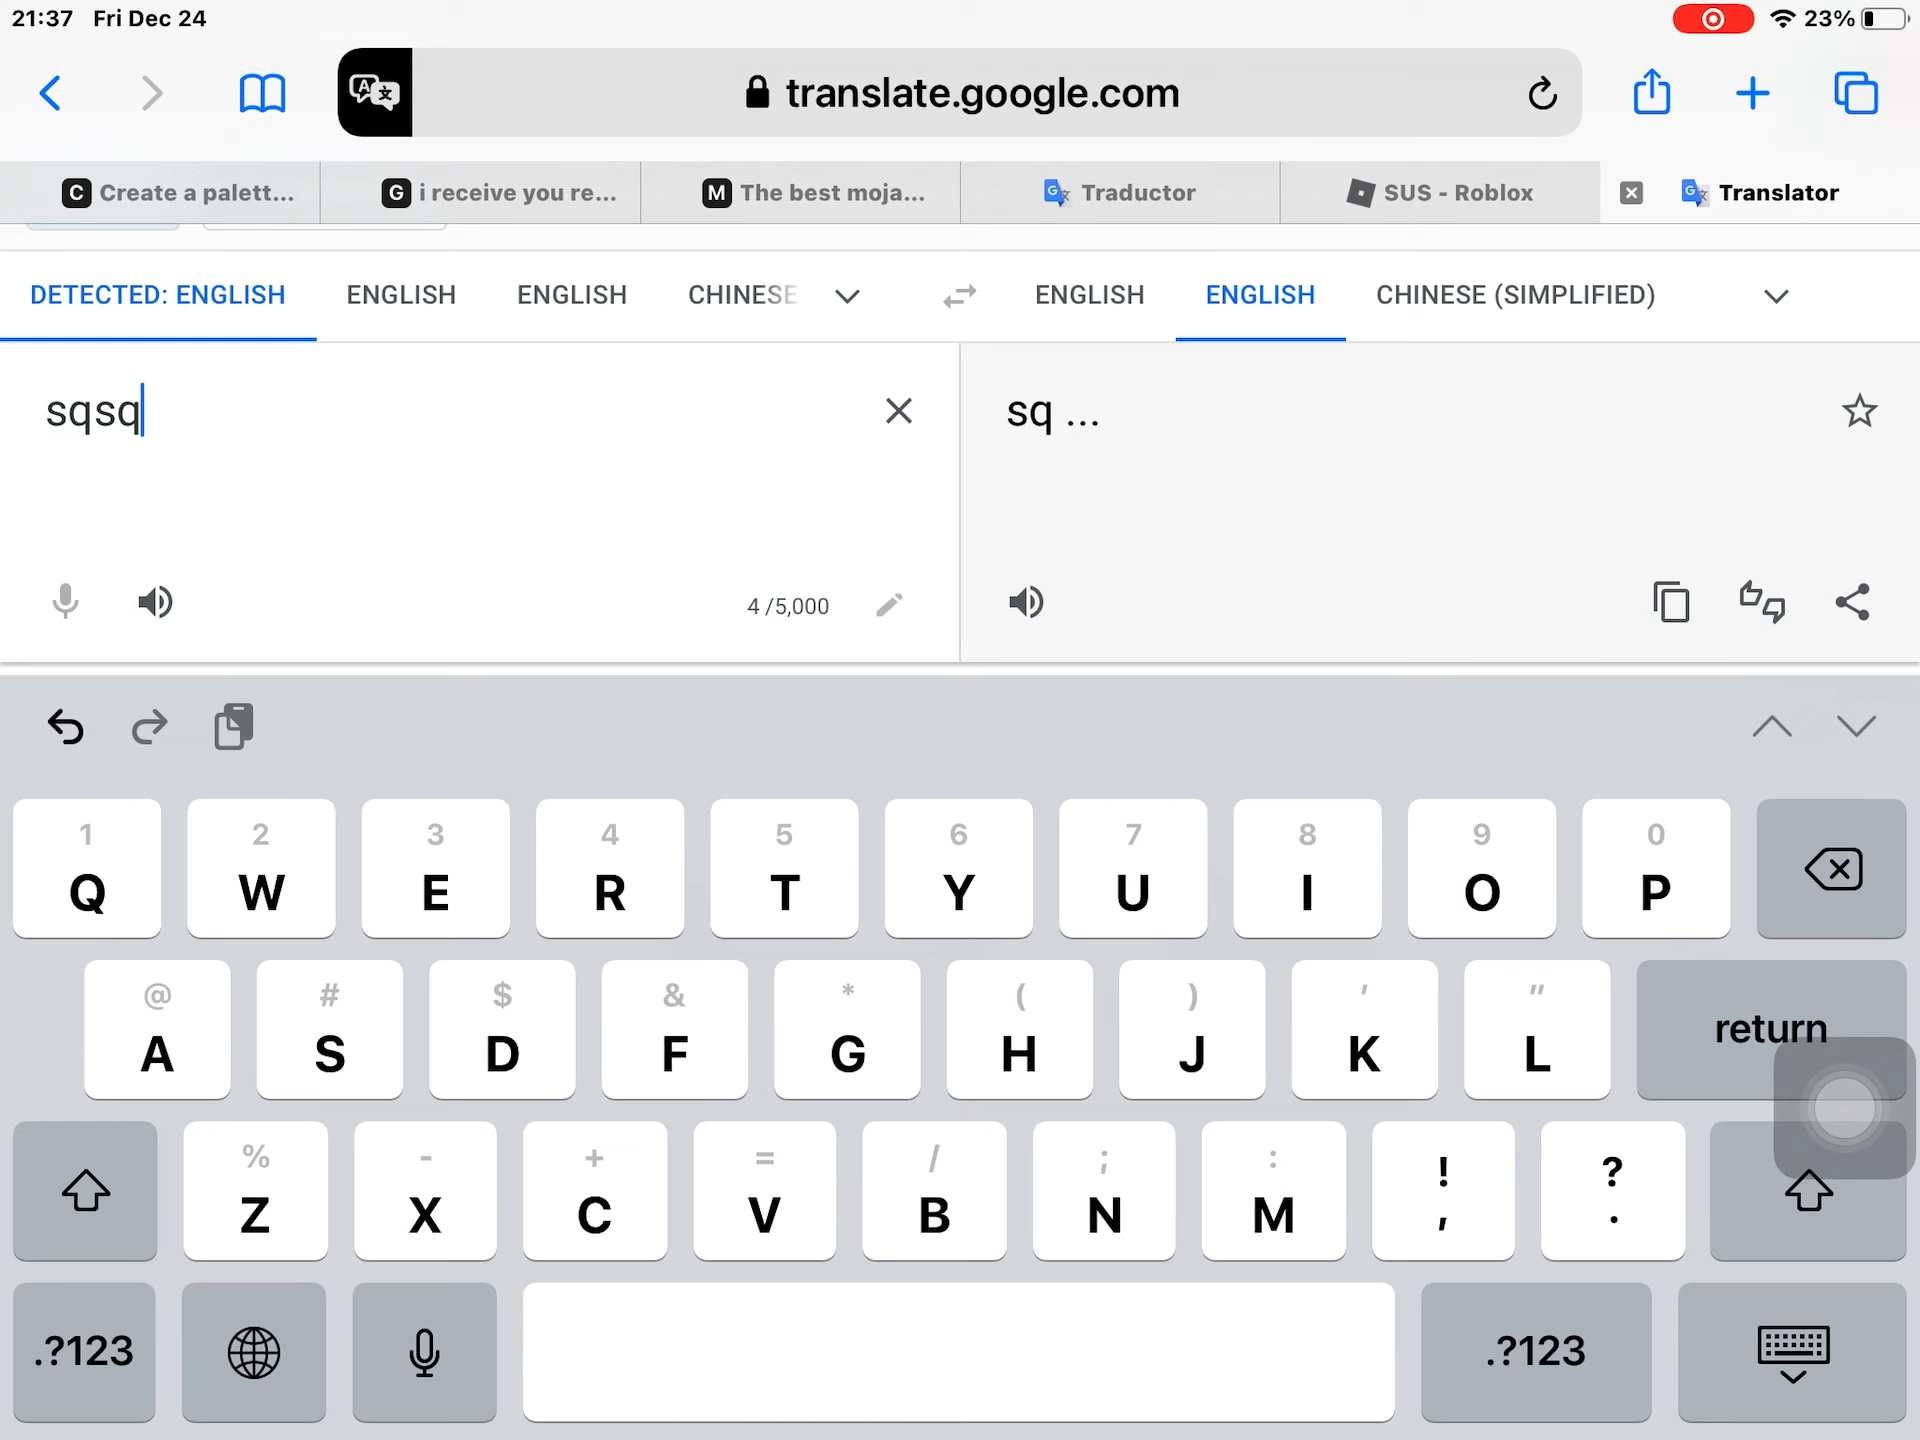 21:37 Fri Dec 24 23%
translate.google.com
C Create a palett... G i receive you re... M The best moja... Traductor SUS - Roblox Translator
DETECTED: ENGLISH ENGLISH ENGLISH CHINESE ENGLISH ENGLISH CHINESE (SIMPLIFIED)
sqsq sq ...
4 /5,000
1 2 3 4 5 6 7 8 9 0
Q W E R T Y U I O P
@ # $ & * ( ) ' "
A S D F G H J K L return
% - + = / ; : ! ?
Z X C V B N M , .
.?123 .?123